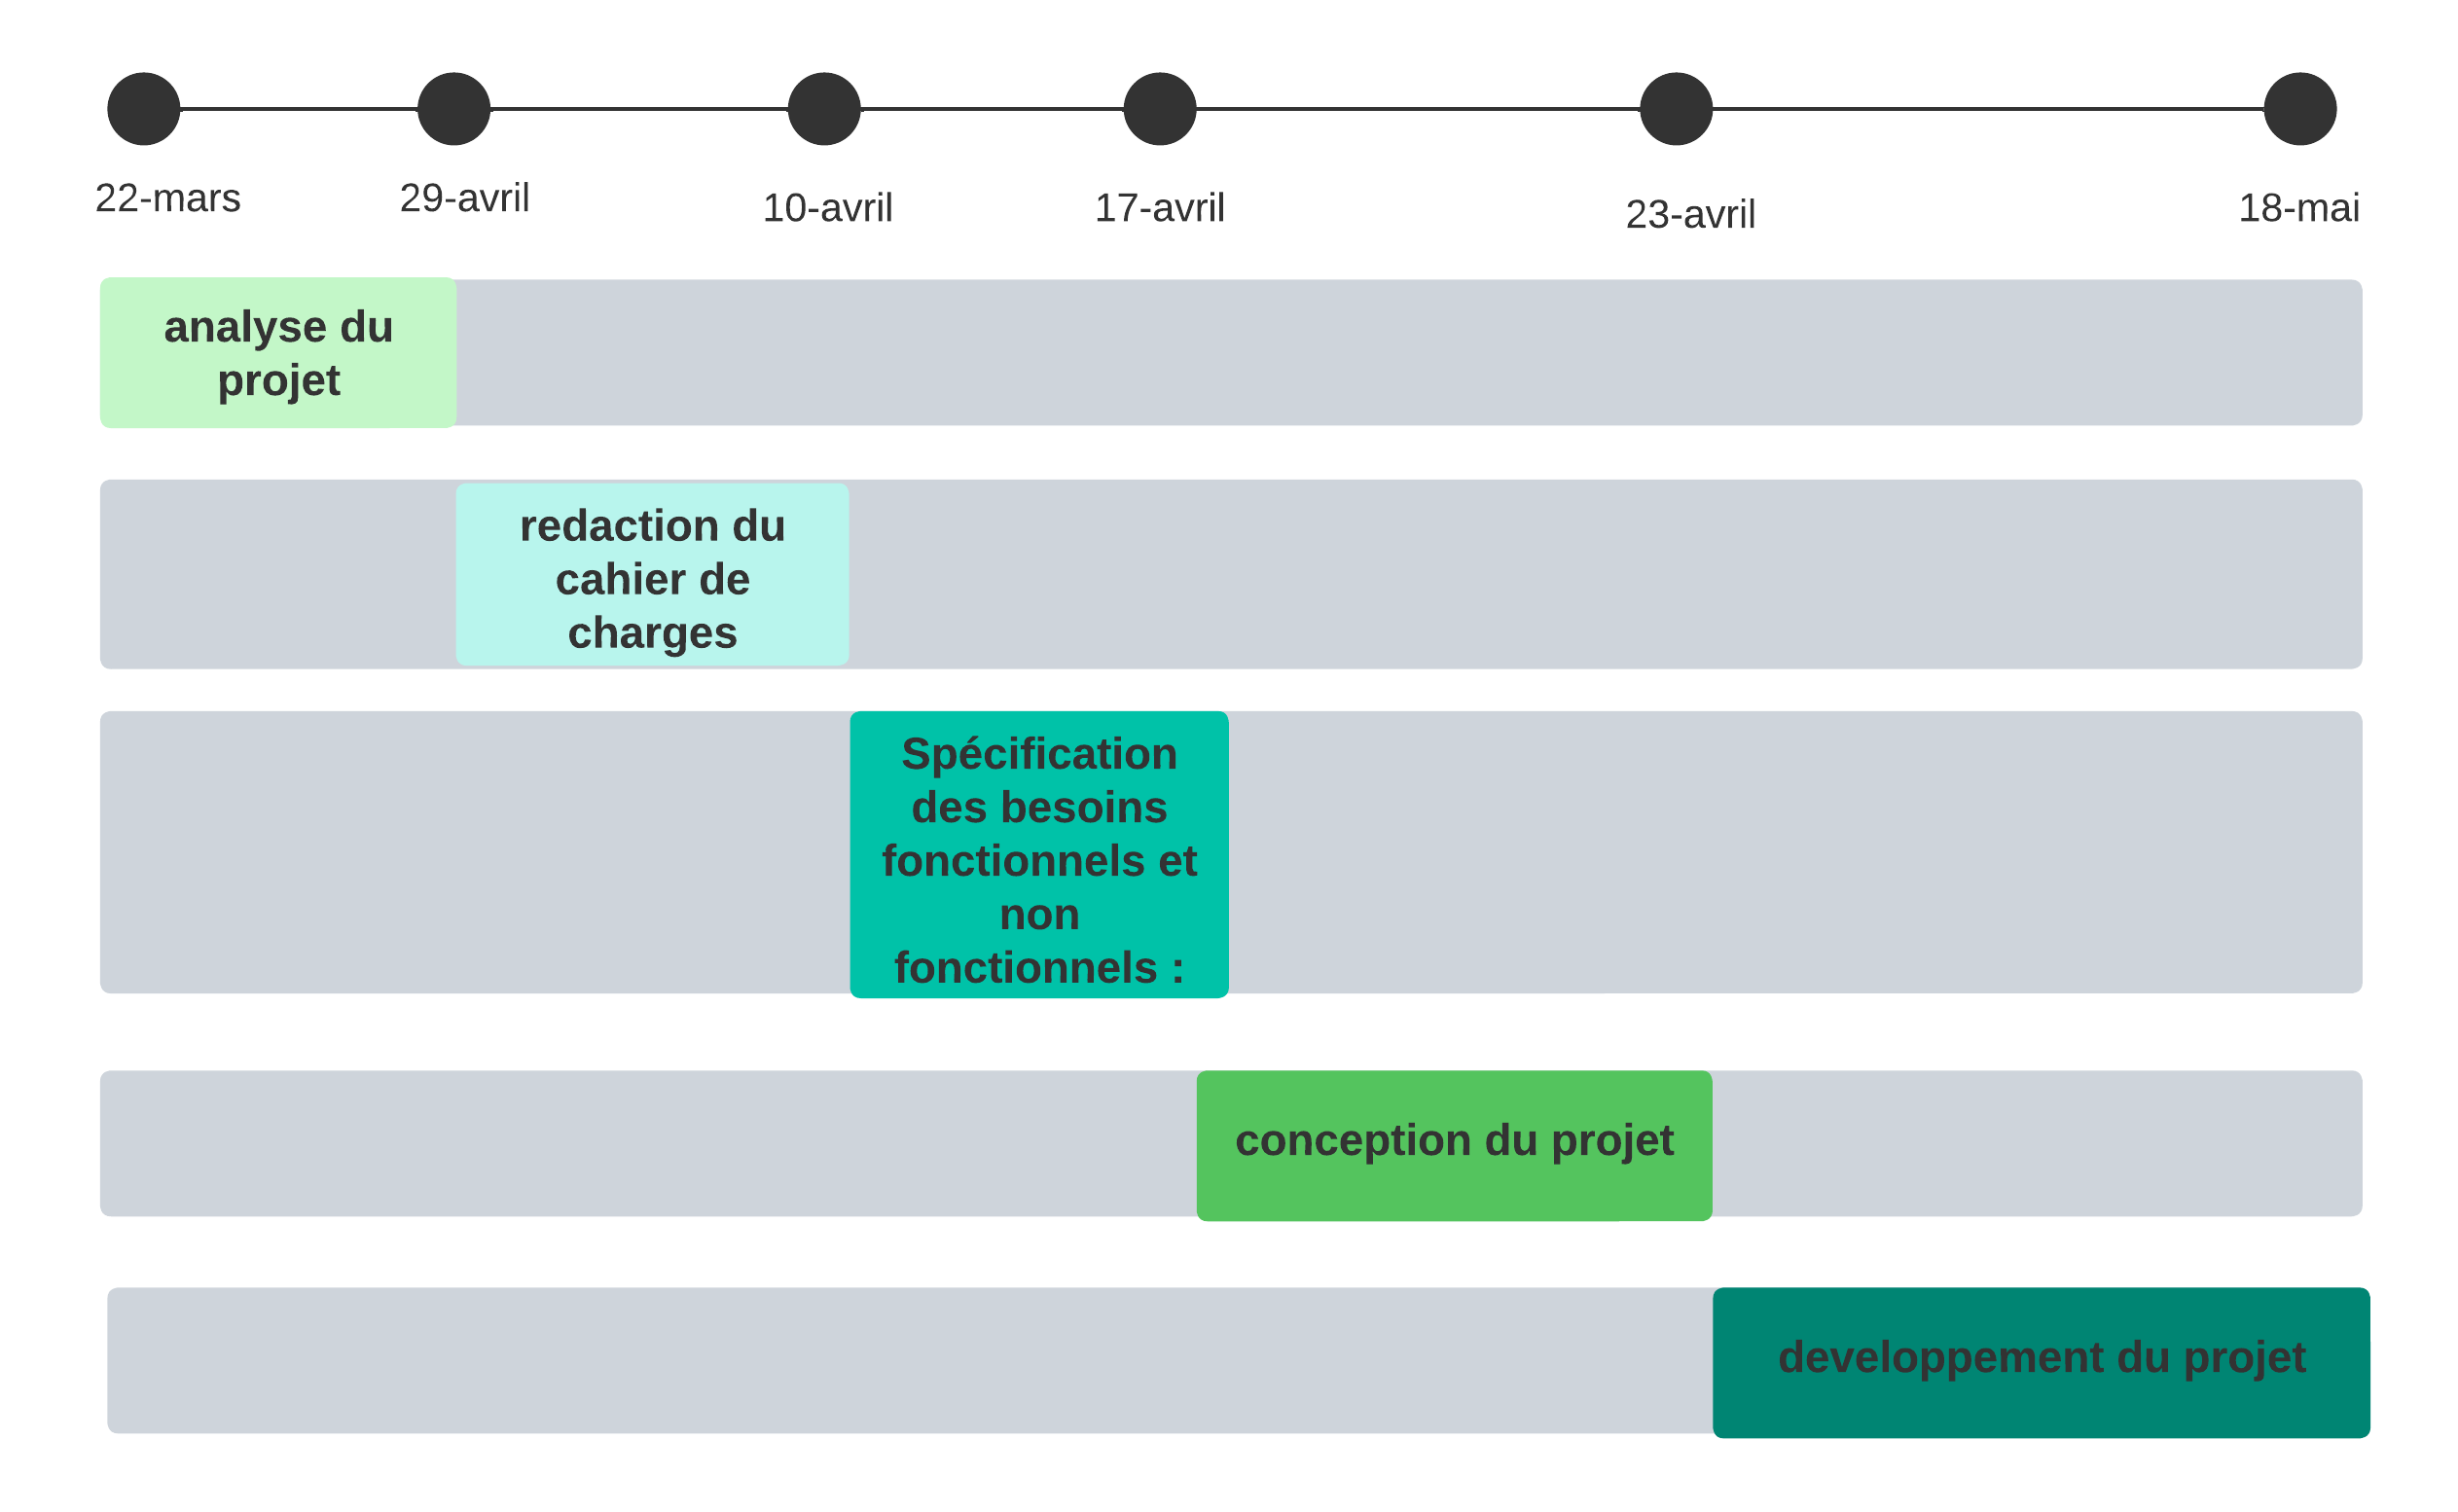 22-mars
29-avril
10-avril
17-avril
23-avril
18-mai
analyse du
projet
redaction du
cahier de
charges
Spécification
des besoins
fonctionnels et
non
fonctionnels :
conception du projet
developpement du projet